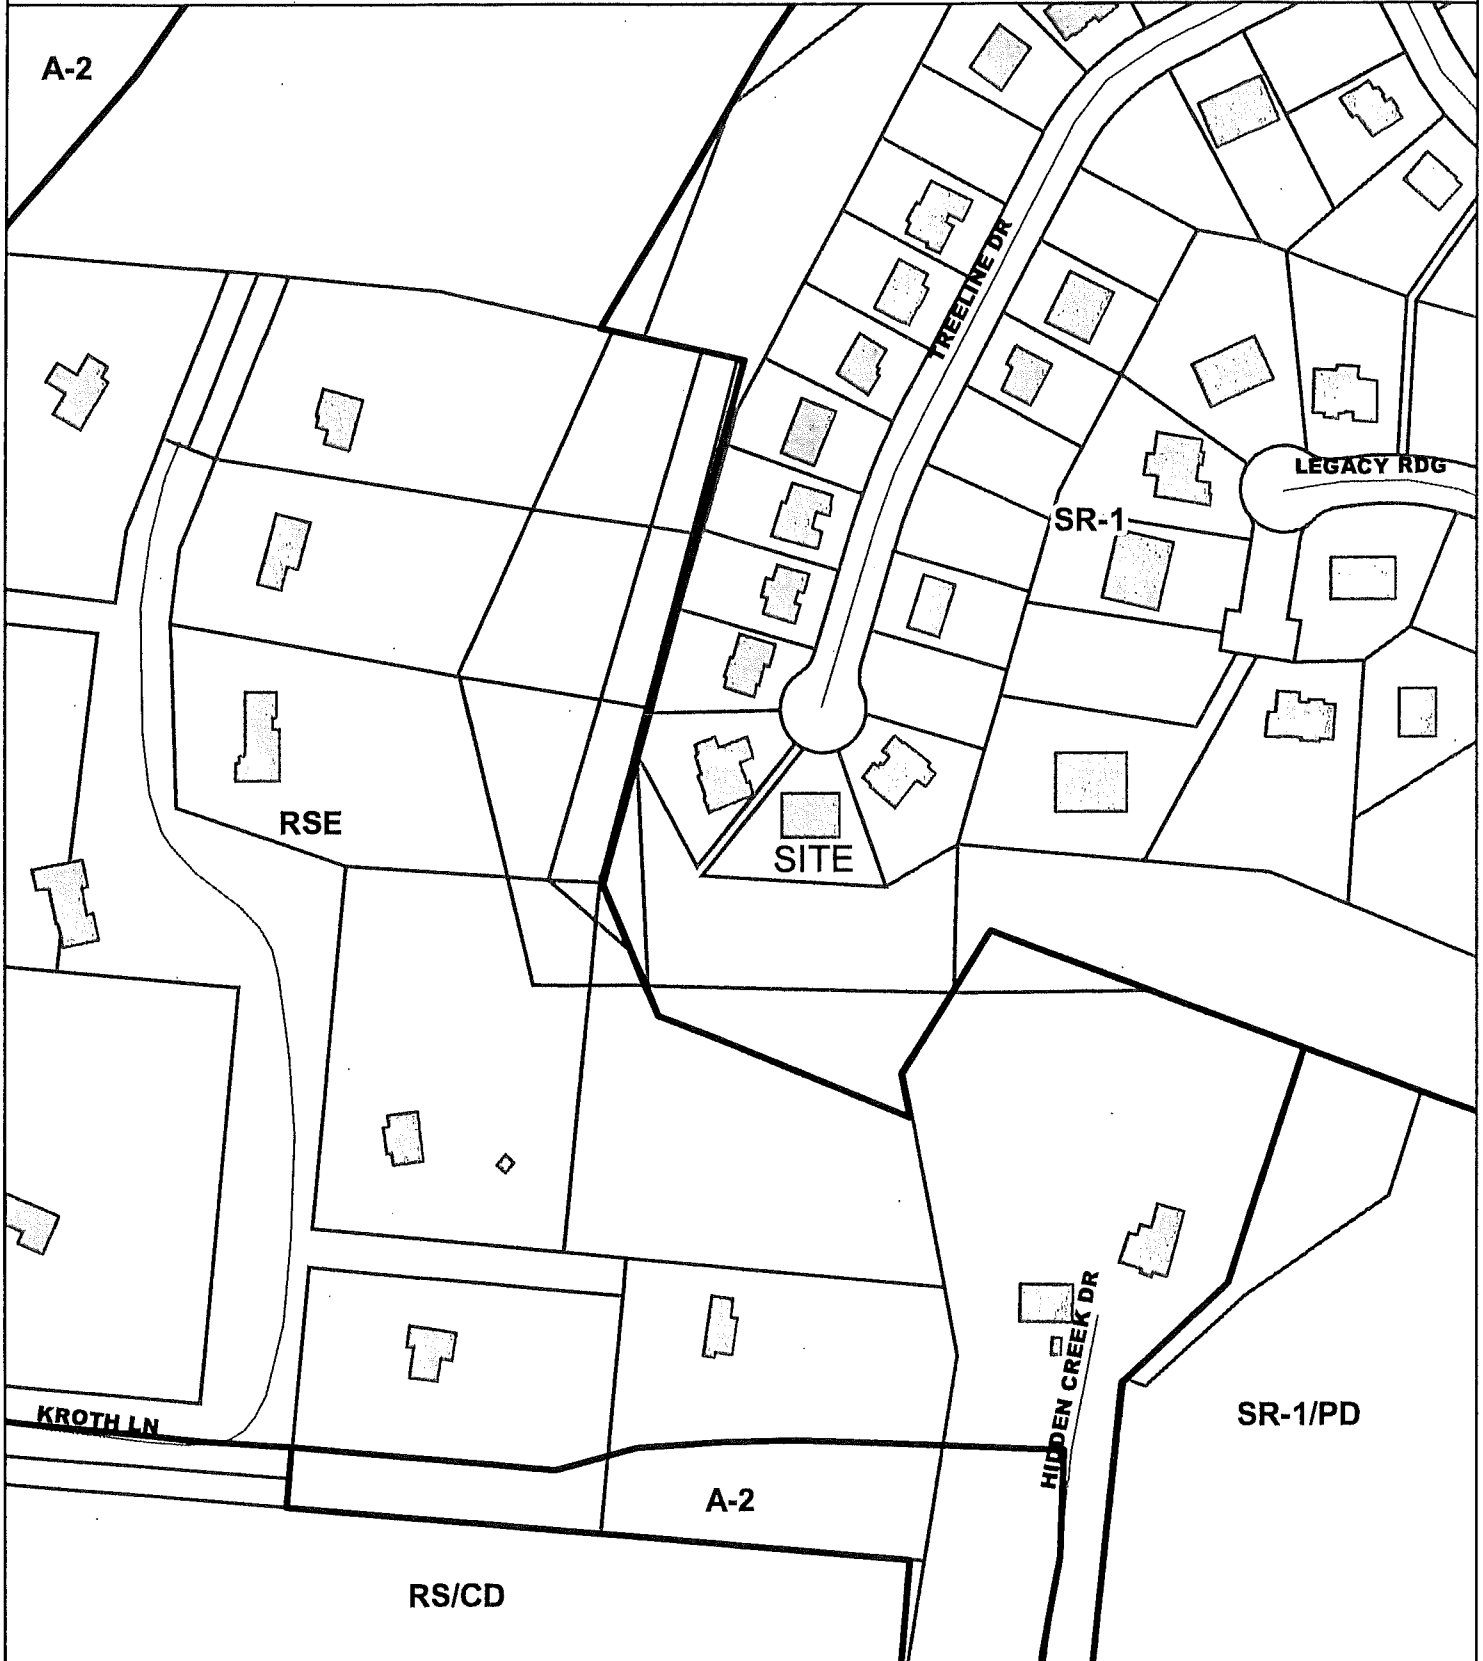 A-2
TREELINE DR
LEGACY RDG
SR-1
RSE
SITE
HIDDEN CREEK DR
KROTH LN
SR-1/PD
A-2
RS/CD